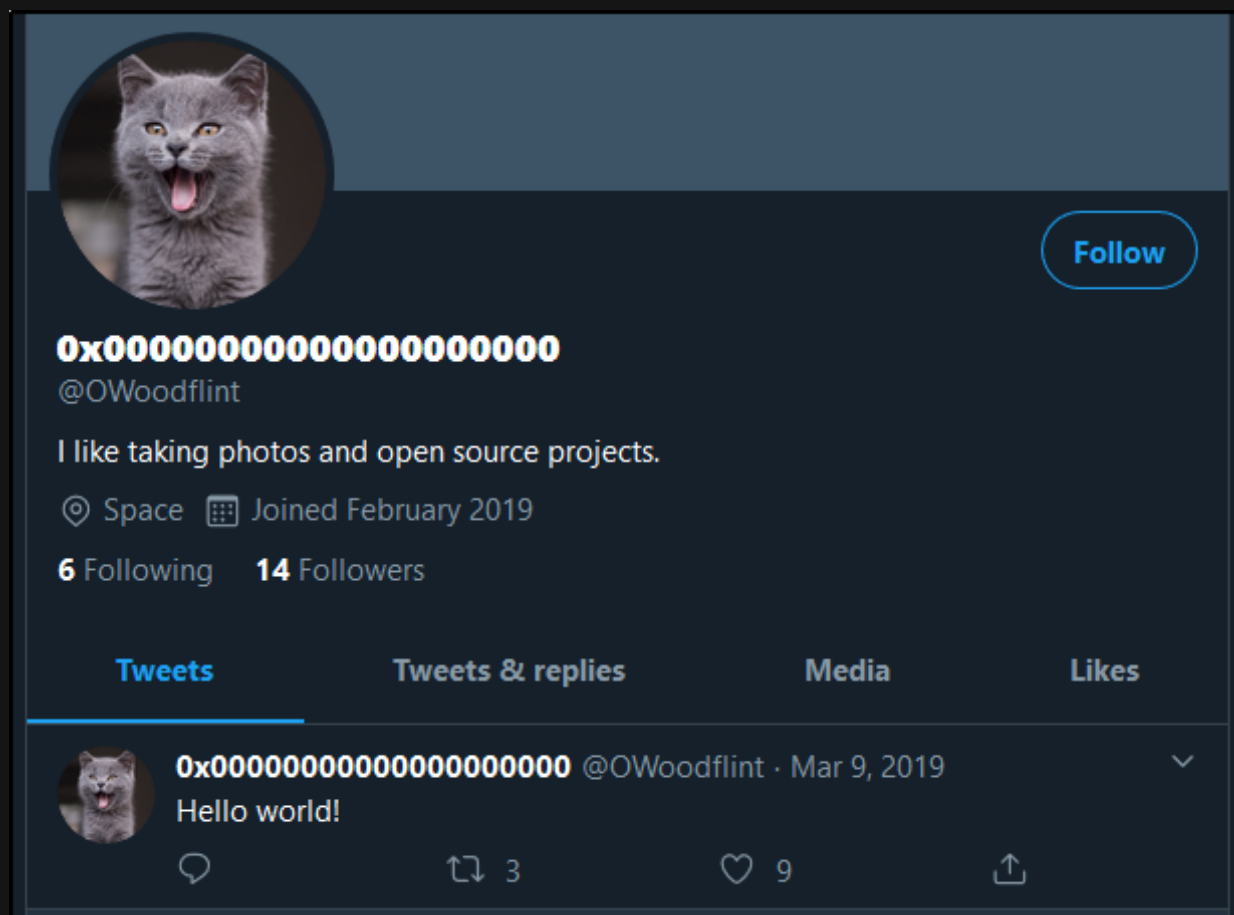 Follow
0x00000000000000000000
@OWoodflint
I like taking photos and open source projects.
Space Joined February 2019
6 Following 14 Followers
Tweets Tweets & replies Media Likes
0x00000000000000000000 @OWoodflint · Mar 9, 2019
Hello world!
3 9